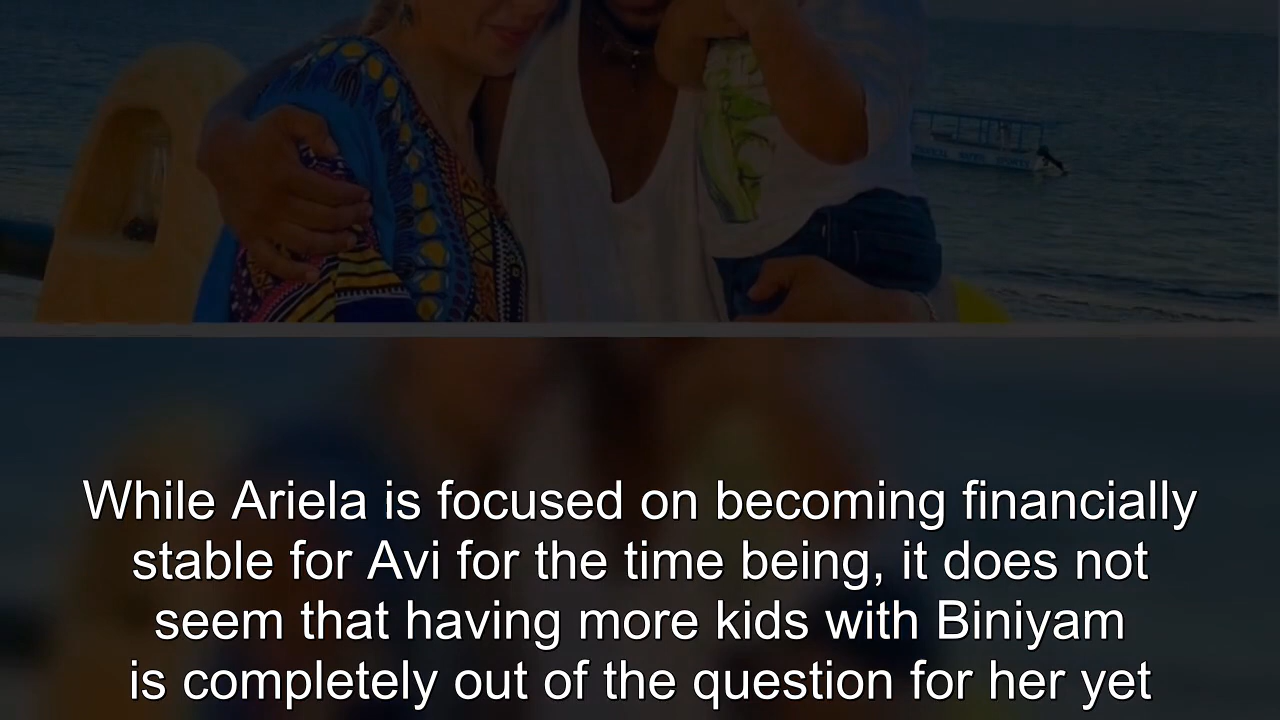 While Ariela is focused on becoming financially
stable for Avi for the time being, it does not
seem that having more kids with Biniyam
is completely out of the question for her yet